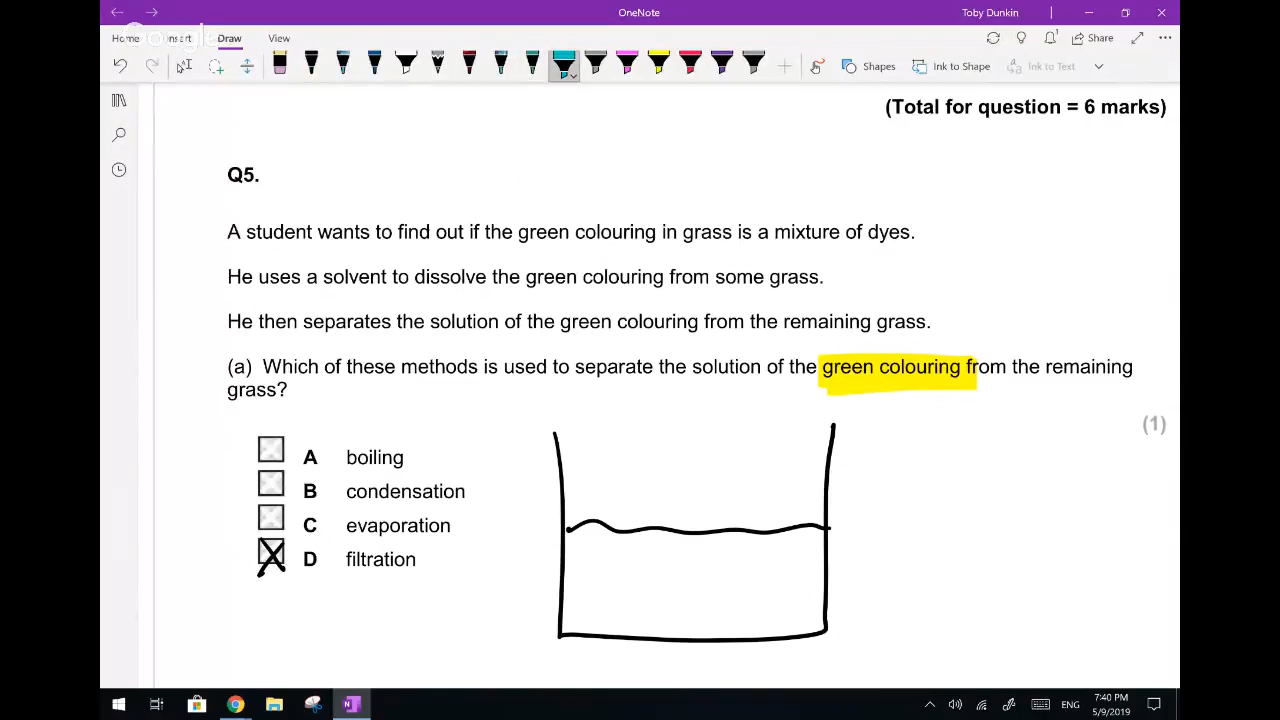 OneNote
Toby Dunkin
Home Insert Draw View
Google
Share
Shapes Ink to Shape Ink to Text
(Total for question = 6 marks)
Q5.
A student wants to find out if the green colouring in grass is a mixture of dyes.
He uses a solvent to dissolve the green colouring from some grass.
He then separates the solution of the green colouring from the remaining grass.
(a) Which of these methods is used to separate the solution of the green colouring from the remaining
grass?
(1)
A boiling
B condensation
C evaporation
D filtration
ENG
7:40 PM
5/9/2019